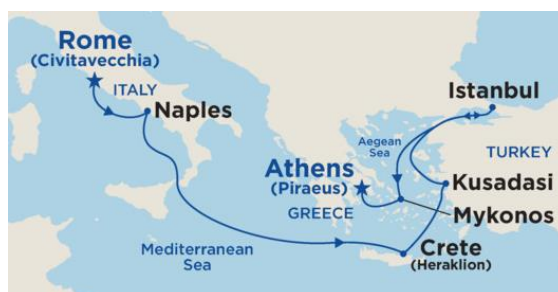 Rome
(Civitavecchia)
ITALY
Naples
Istanbul
Aegean
Sea
TURKEY
Athens
(Piraeus)
Kusadasi
GREECE
Mykonos
Mediterranean
Sea
Crete
(Heraklion)